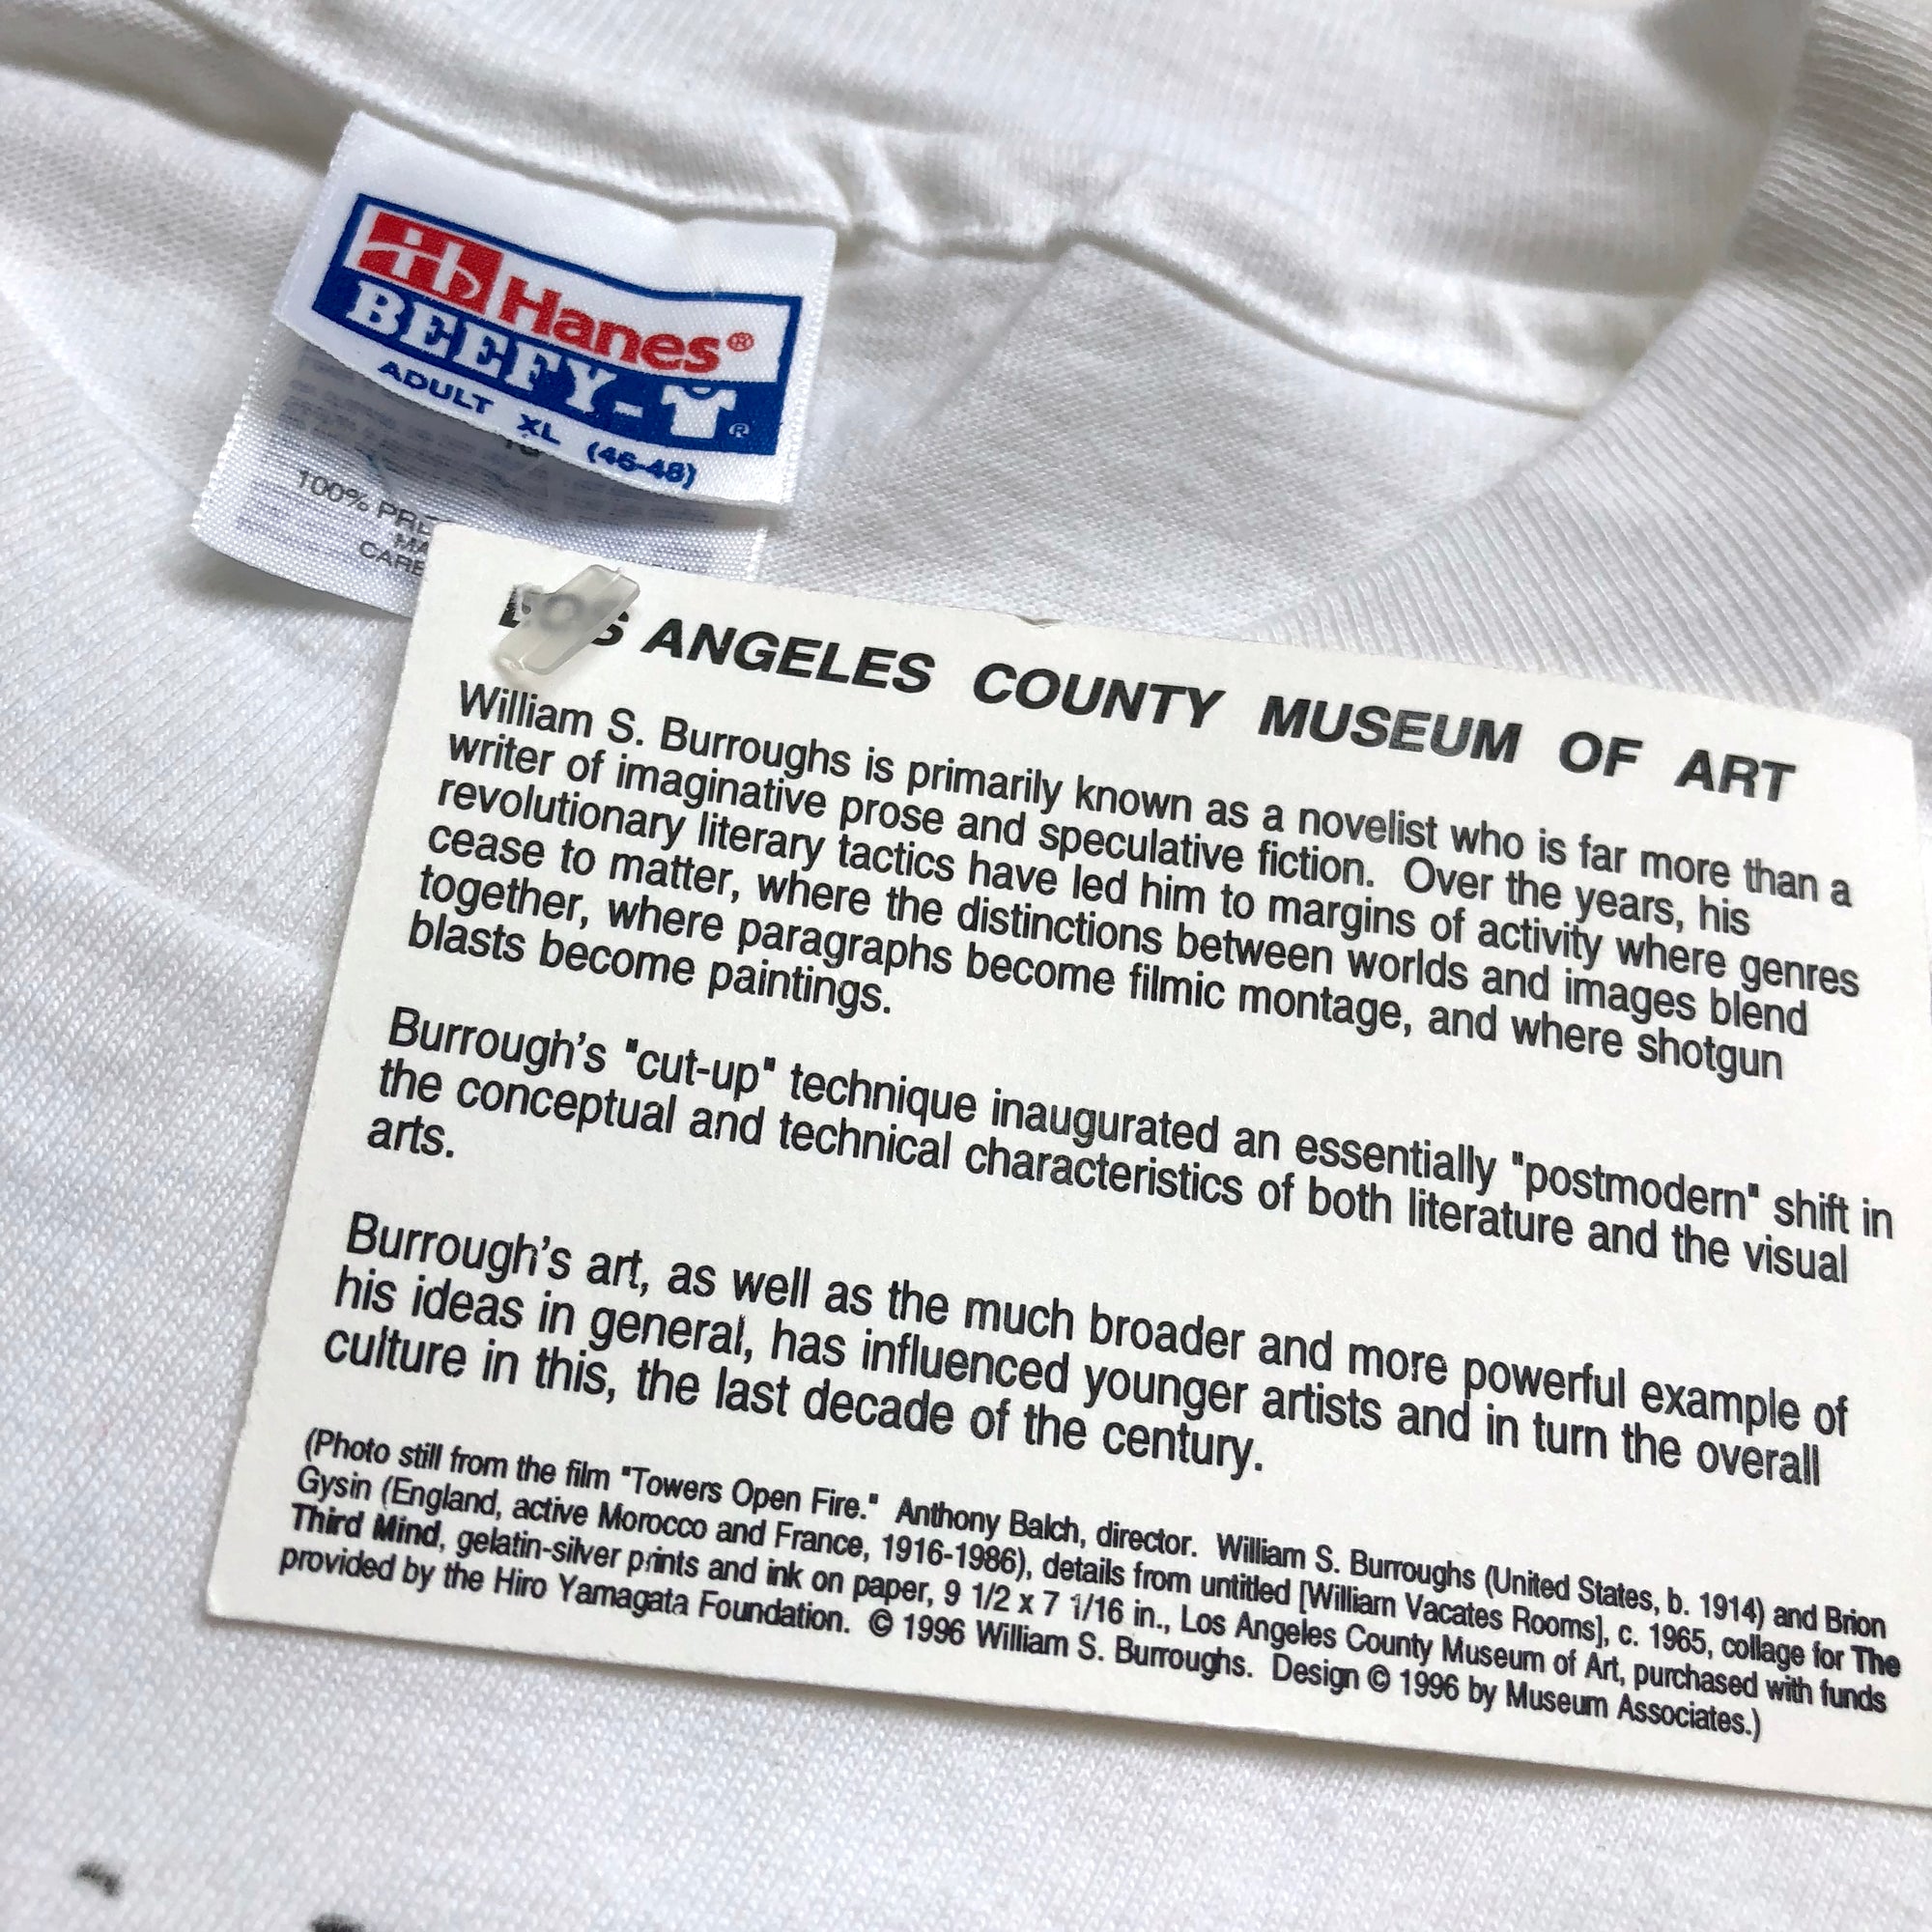 Hanes®
BEEFY-T®
ADULT XL (46-48)
100%
CARE
LOS ANGELES COUNTY MUSEUM OF ART
William S. Burroughs is primarily known as a novelist who is far more than a
writer of imaginative prose and speculative fiction. Over the years, his
revolutionary literary tactics have led him to margins of activity where genres
cease to matter, where the distinctions between worlds and images blend
together, where paragraphs become filmic montage, and where shotgun
blasts become paintings.
Burrough's "cut-up" technique inaugurated an essentially "postmodern" shift in
the conceptual and technical characteristics of both literature and the visual
arts.
Burrough's art, as well as the much broader and more powerful example of
his ideas in general, has influenced younger artists and in turn the overall
culture in this, the last decade of the century.
(Photo still from the film "Towers Open Fire." Anthony Balch, director. William S. Burroughs (United States, b. 1914) and Brion
Gysin (England, active Morocco and France, 1916-1986), details from untitled [William Vacates Rooms], c. 1965, collage for The
Third Mind, gelatin-silver prints and ink on paper, 9 1/2 x 7 1/16 in., Los Angeles County Museum of Art, purchased with funds
provided by the Hiro Yamagata Foundation. © 1996 William S. Burroughs. Design © 1996 by Museum Associates.)